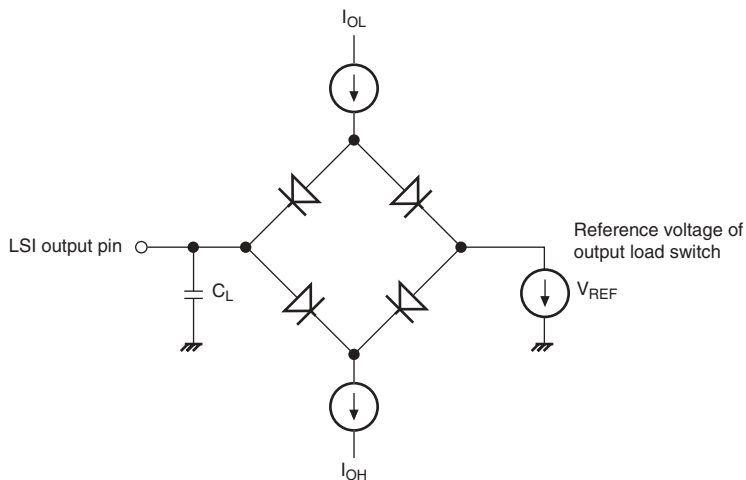 I_OL
LSI output pin
C_L
Reference voltage of
output load switch
V_REF
I_OH